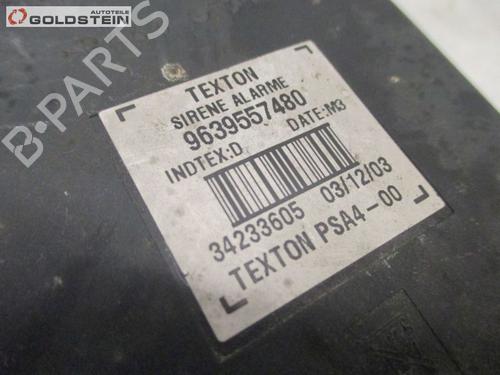 AUTOTEILE
GOLDSTEIN
B-PARTS
TEXTON
SIRENE ALARME
9639557480
INDTEX:D DATE:M3
34233605 03/12/03
TEXTON PSA4-00